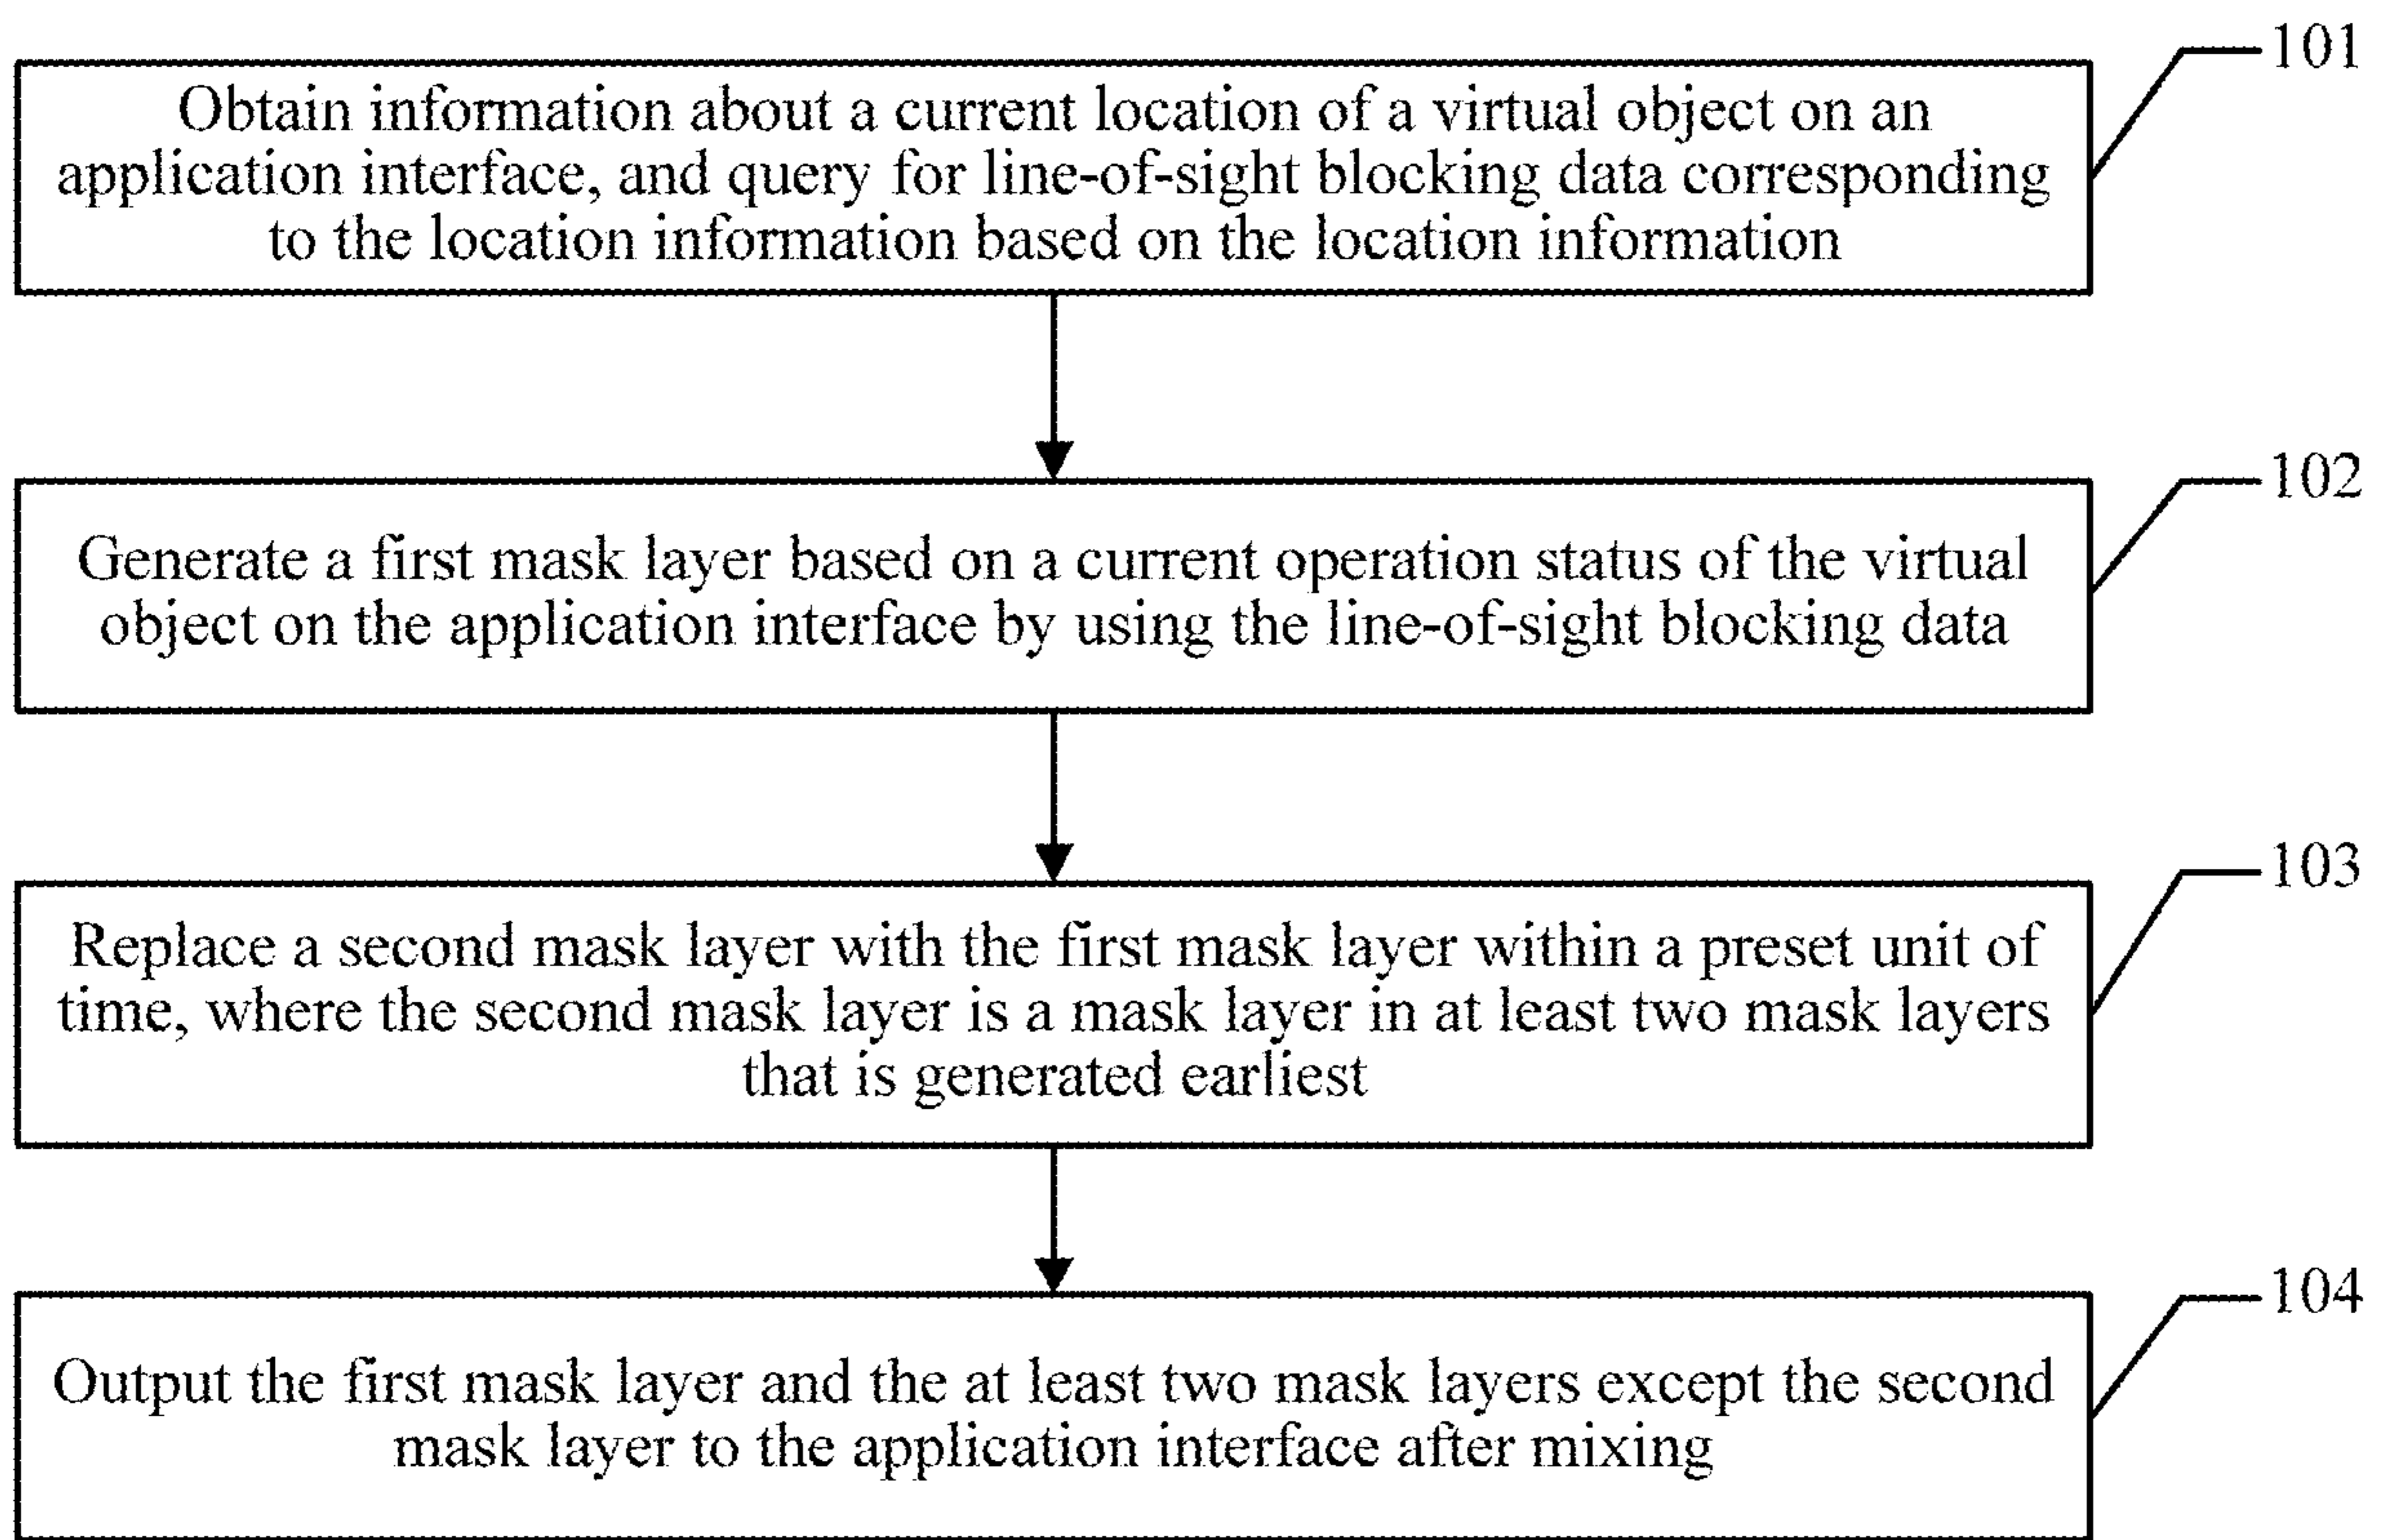 101
Obtain information about a current location of a virtual object on an
application interface, and query for line-of-sight blocking data corresponding
to the location information based on the location information
102
Generate a first mask layer based on a current operation status of the virtual
object on the application interface by using the line-of-sight blocking data
103
Replace a second mask layer with the first mask layer within a preset unit of
time, where the second mask layer is a mask layer in at least two mask layers
that is generated earliest
104
Output the first mask layer and the at least two mask layers except the second
mask layer to the application interface after mixing